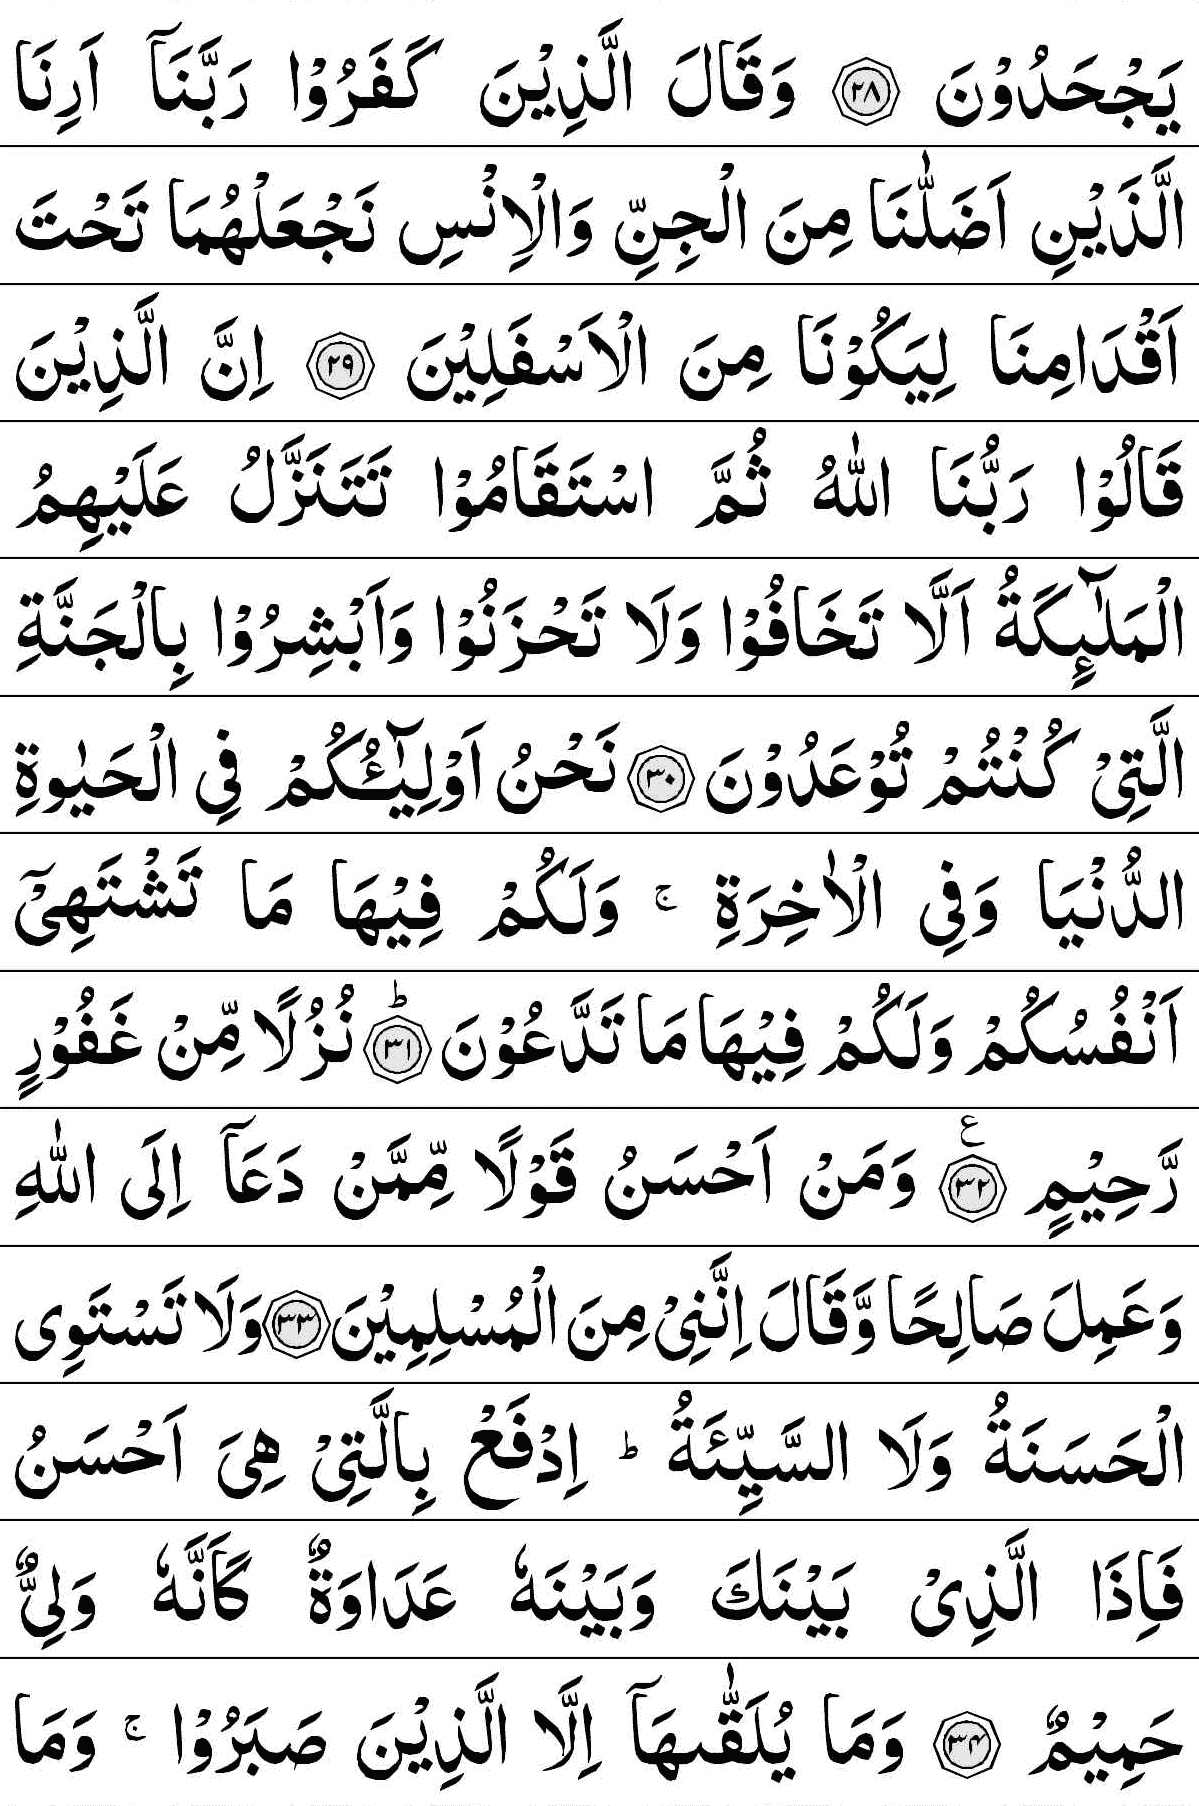 يَجْحَدُوْنَ ۝٢٨ وَقَالَ الَّذِيْنَ كَفَرُوْا رَبَّنَاۤ اَرِنَا
الَّذَيْنِ اَضَلّٰنَا مِنَ الْجِنِّ وَالْاِنْسِ نَجْعَلْهُمَا تَحْتَ
اَقْدَامِنَا لِيَكُوْنَا مِنَ الْاَسْفَلِيْنَ ۝٢٩ اِنَّ الَّذِيْنَ
قَالُوْا رَبُّنَا اللّٰهُ ثُمَّ اسْتَقَامُوْا تَتَنَزَّلُ عَلَيْهِمُ
الْمَلٰٓئِكَةُ اَلَّا تَخَافُوْا وَلَا تَحْزَنُوْا وَاَبْشِرُوْا بِالْجَنَّةِ
الَّتِيْ كُنْتُمْ تُوْعَدُوْنَ ۝٣٠ نَحْنُ اَوْلِيٰٓـؤُكُمْ فِي الْحَيٰوةِ
الدُّنْيَا وَفِي الْاٰخِرَةِ ۚ وَلَكُمْ فِيْهَا مَا تَشْتَهِيْۤ
اَنْفُسُكُمْ وَلَكُمْ فِيْهَا مَا تَدَّعُوْنَ ؕ۝٣١ نُزُلًا مِّنْ غَفُوْرٍ
رَّحِيْمٍ ۝٣٢ ع وَمَنْ اَحْسَنُ قَوْلًا مِّمَّنْ دَعَاۤ اِلَى اللّٰهِ
وَعَمِلَ صَالِحًا وَّقَالَ اِنَّنِيْ مِنَ الْمُسْلِمِيْنَ ۝٣٣ وَلَا تَسْتَوِى
الْحَسَنَةُ وَلَا السَّيِّئَةُ ؕ اِدْفَعْ بِالَّتِيْ هِيَ اَحْسَنُ
فَاِذَا الَّذِىْ بَيْنَكَ وَبَيْنَهٗ عَدَاوَةٌ كَاَنَّهٗ وَلِيٌّ
حَمِيْمٌ ۝٣٤ وَمَا يُلَقّٰىهَاۤ اِلَّا الَّذِيْنَ صَبَرُوْا ۚ وَمَا